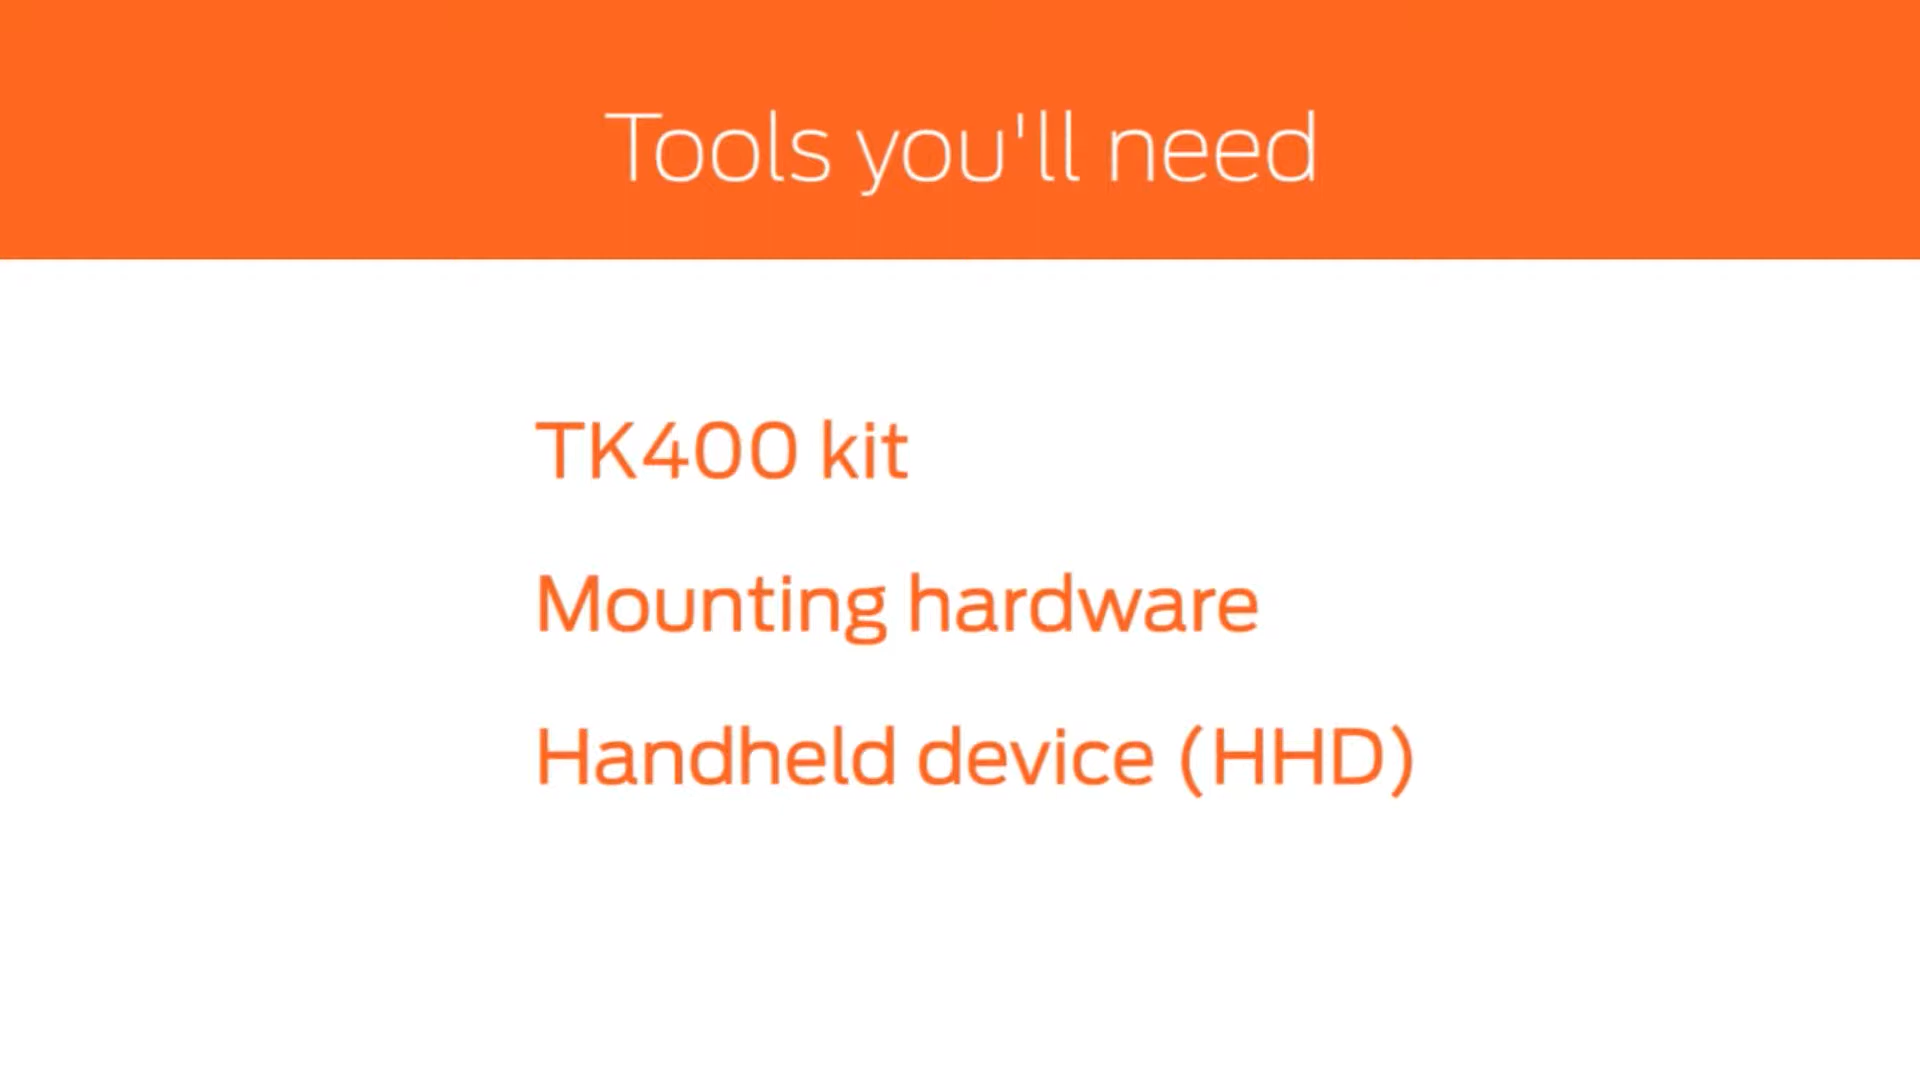 Tools you'll need
TK400 kit
Mounting hardware
Handheld device (HHD)